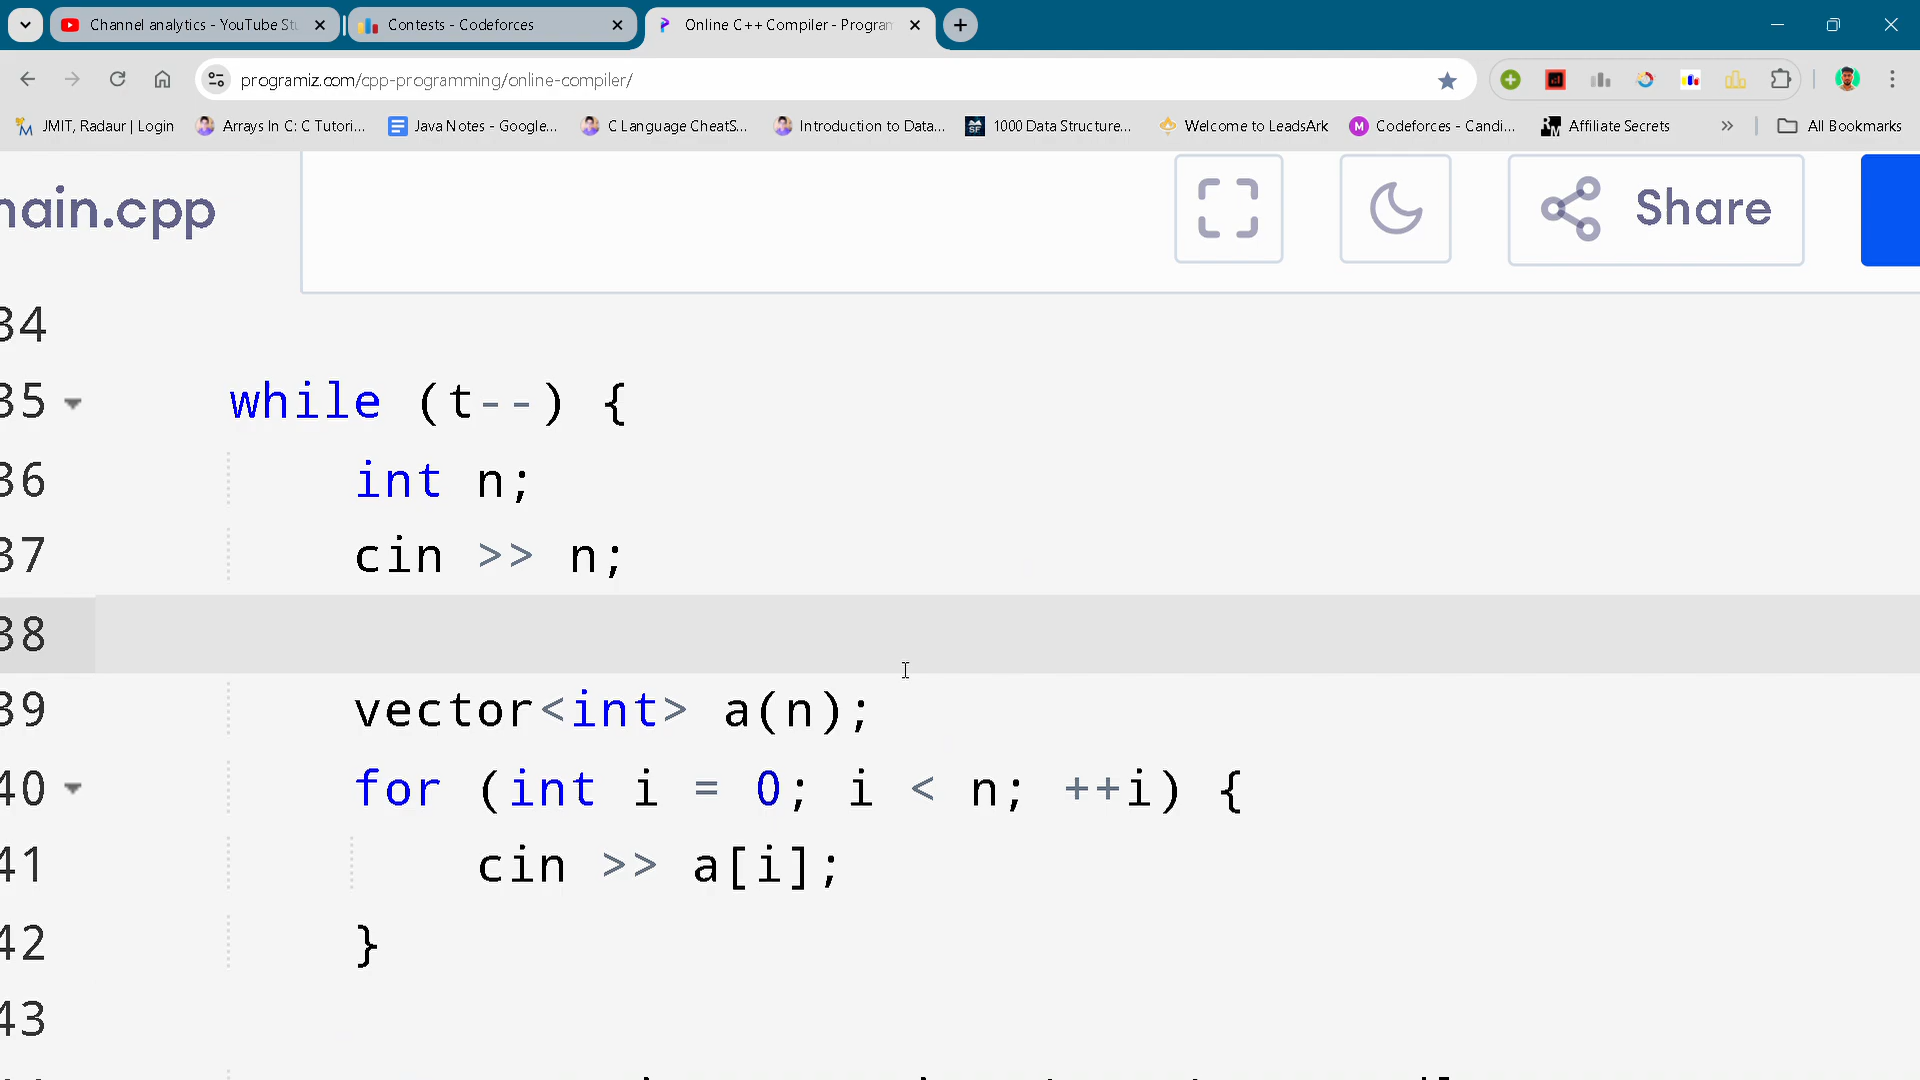 Channel analytics - YouTube St
Contests - Codeforces
Online C++ Compiler - Progran
programiz.com/cpp-programming/online-compiler/
JMIT, Radaur | Login
Arrays In C: C Tutori...
Java Notes - Google...
C Language CheatS...
Introduction to Data...
1000 Data Structure...
Welcome to LeadsArk
Codeforces - Candi...
Affiliate Secrets
All Bookmarks
main.cpp
Share
34
35 while (t--) {
36 int n;
37 cin >> n;
38
39 vector<int> a(n);
40 for (int i = 0; i < n; ++i) {
41 cin >> a[i];
42 }
43